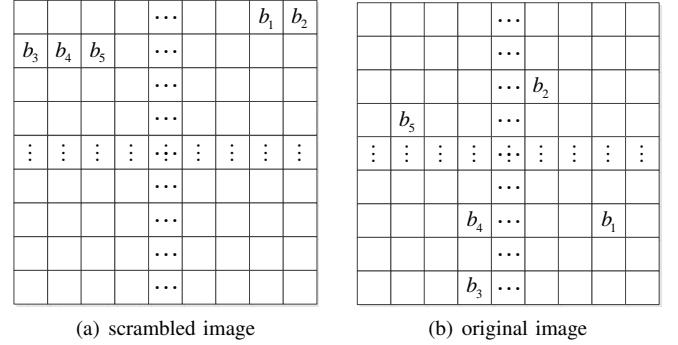 ⋯ b₁ b₂
b₃ b₄ b₅ ⋯
⋯
⋯
⋮ ⋮ ⋮ ⋮ ⋯ ⋮ ⋮ ⋮ ⋮
⋯
⋯
⋯
⋯
(a) scrambled image
⋯
⋯
⋯ b₂
b₅ ⋯
⋮ ⋮ ⋮ ⋮ ⋯ ⋮ ⋮ ⋮ ⋮
⋯
b₄ ⋯ b₁
⋯
b₃ ⋯
(b) original image